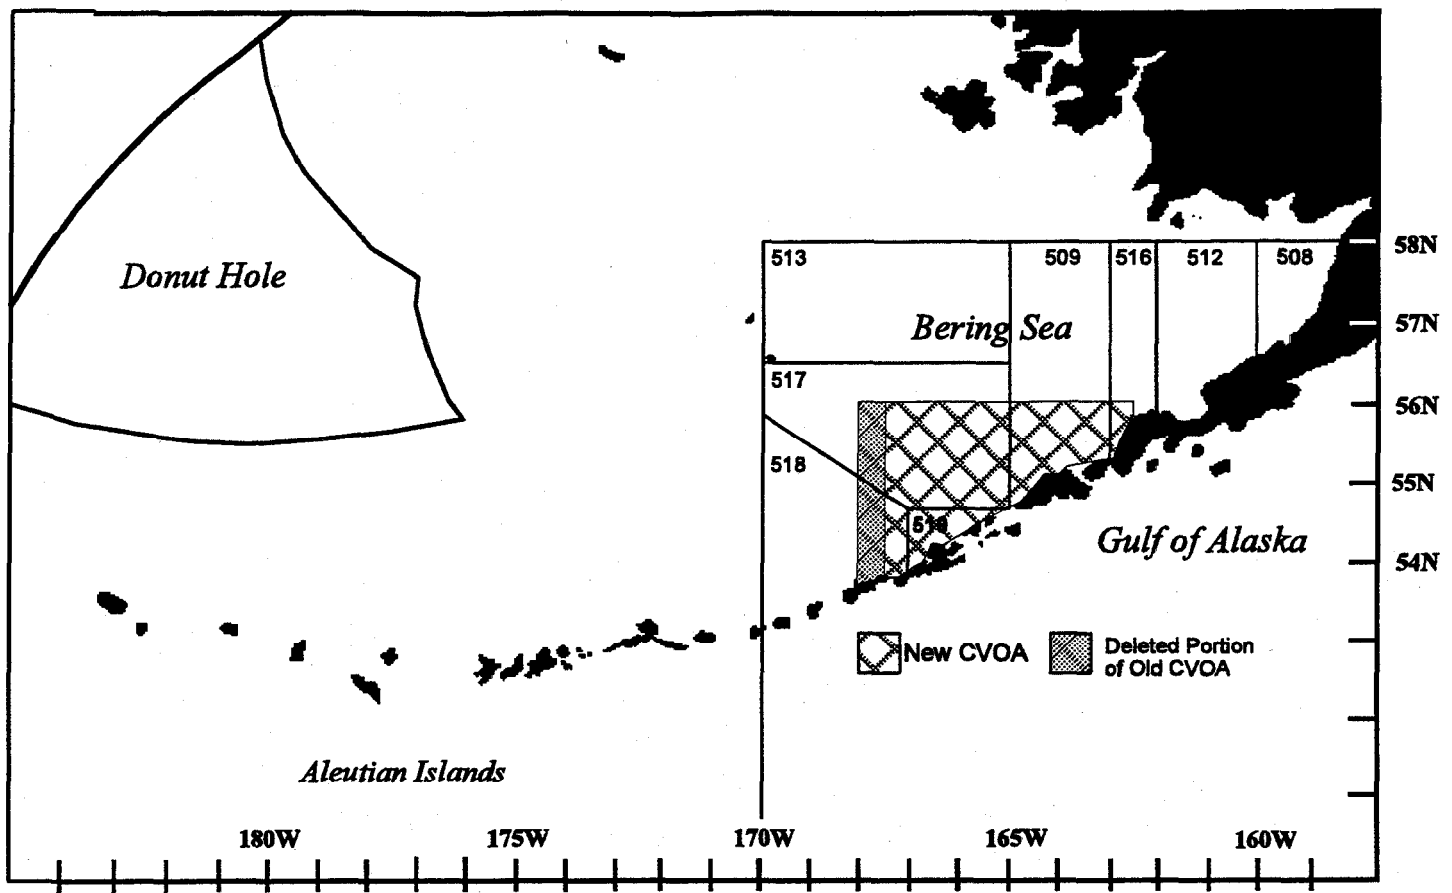 58N
513
509
516
512
508
Donut Hole
Bering Sea
57N
517
56N
518
55N
519
Gulf of Alaska
54N
New CVOA
Deleted Portion
of Old CVOA
Aleutian Islands
180W
175W
170W
165W
160W